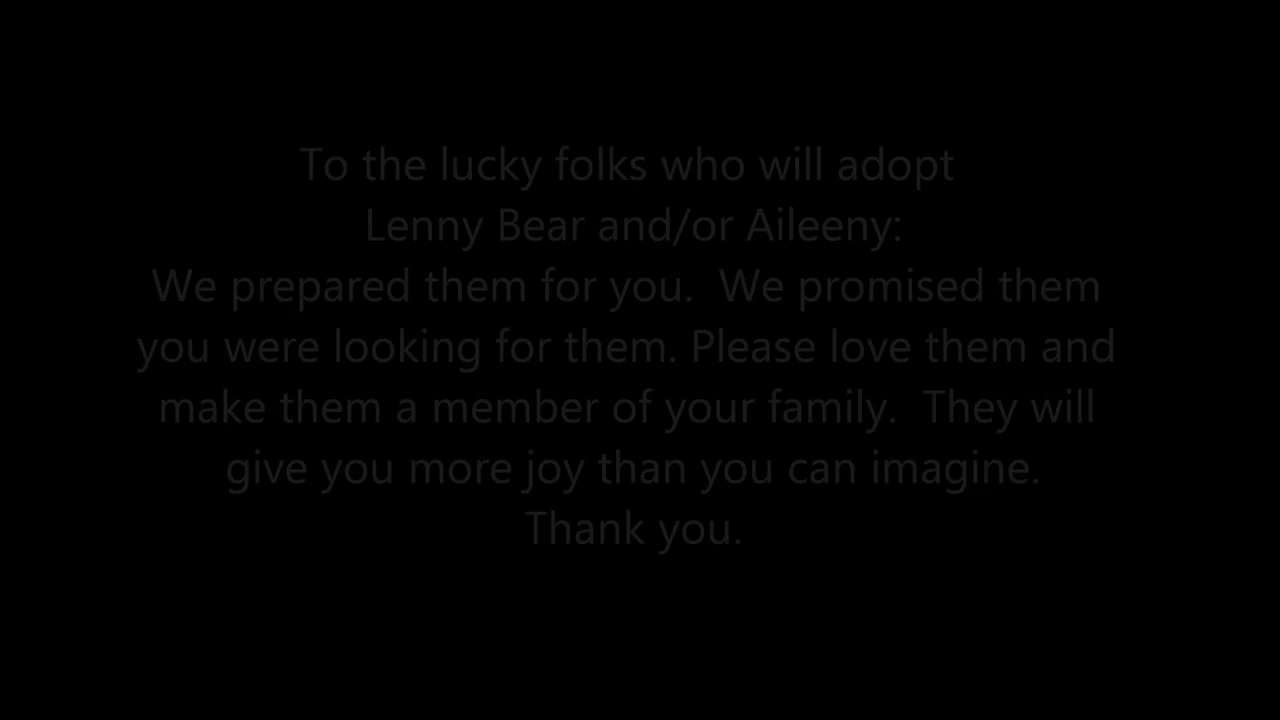 To the lucky folks who will adopt
Lenny Bear and/or Aileeny:
We prepared them for you.  We promised them
you were looking for them. Please love them and
make them a member of your family.  They will
give you more joy than you can imagine.
Thank you.